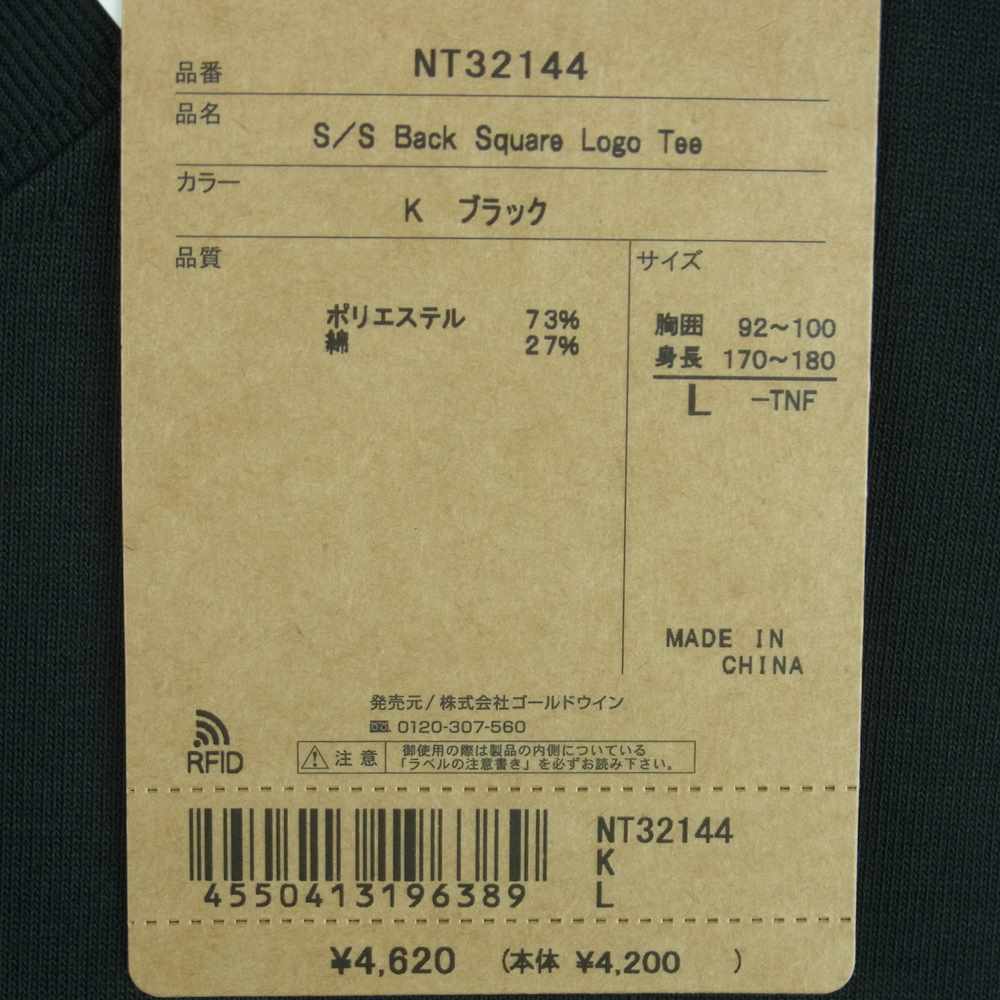 品番 NT32144
品名
S/S Back Square Logo Tee
カラー
K ブラック
品質
サイズ
ポリエステル 73%
綿 27%
胸囲 92~100
身長 170~180
L -TNF
MADE IN
CHINA
発売元/株式会社ゴールドウイン
0120-307-560
RFID
注意
御使用の際は製品の内側についている
「ラベルの注意書き」を必ずお読み下さい。
4550413196389
NT32144
K
L
¥4,620 (本体 ¥4,200 )